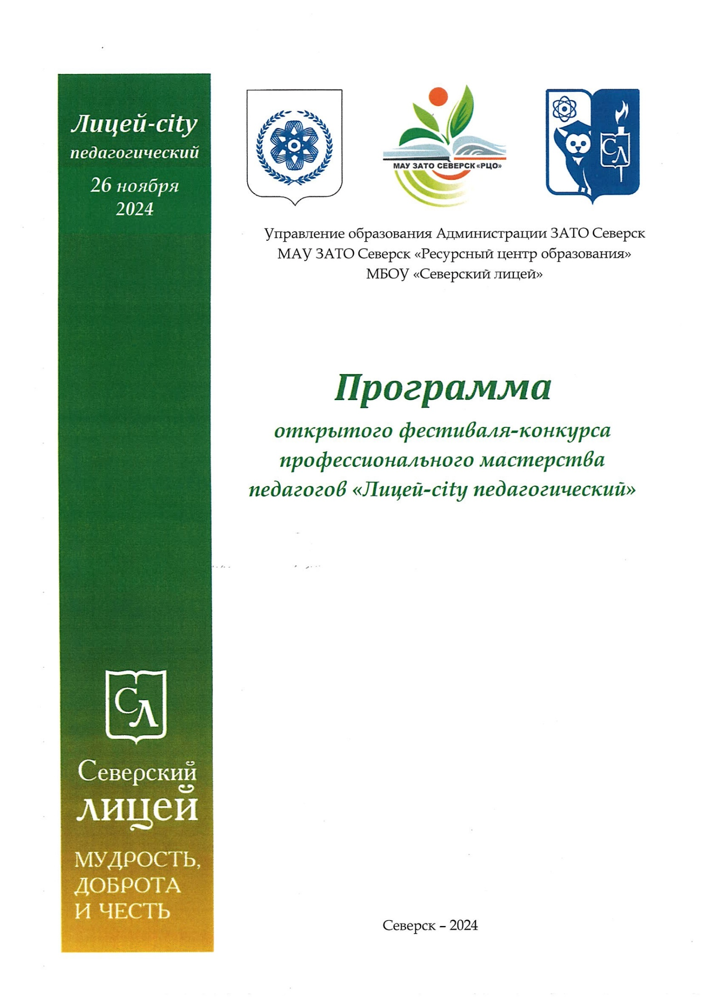 Лицей-city
педагогический
26 ноября
2024
МАУ ЗАТО СЕВЕРСК «РЦО»
СЛ
Управление образования Администрации ЗАТО Северск
МАУ ЗАТО Северск «Ресурсный центр образования»
МБОУ «Северский лицей»
Программа
открытого фестиваля-конкурса
профессионального мастерства
педагогов «Лицей-city педагогический»
СЛ
Северский
лицей
МУДРОСТЬ,
ДОБРОТА
И ЧЕСТЬ
Северск – 2024